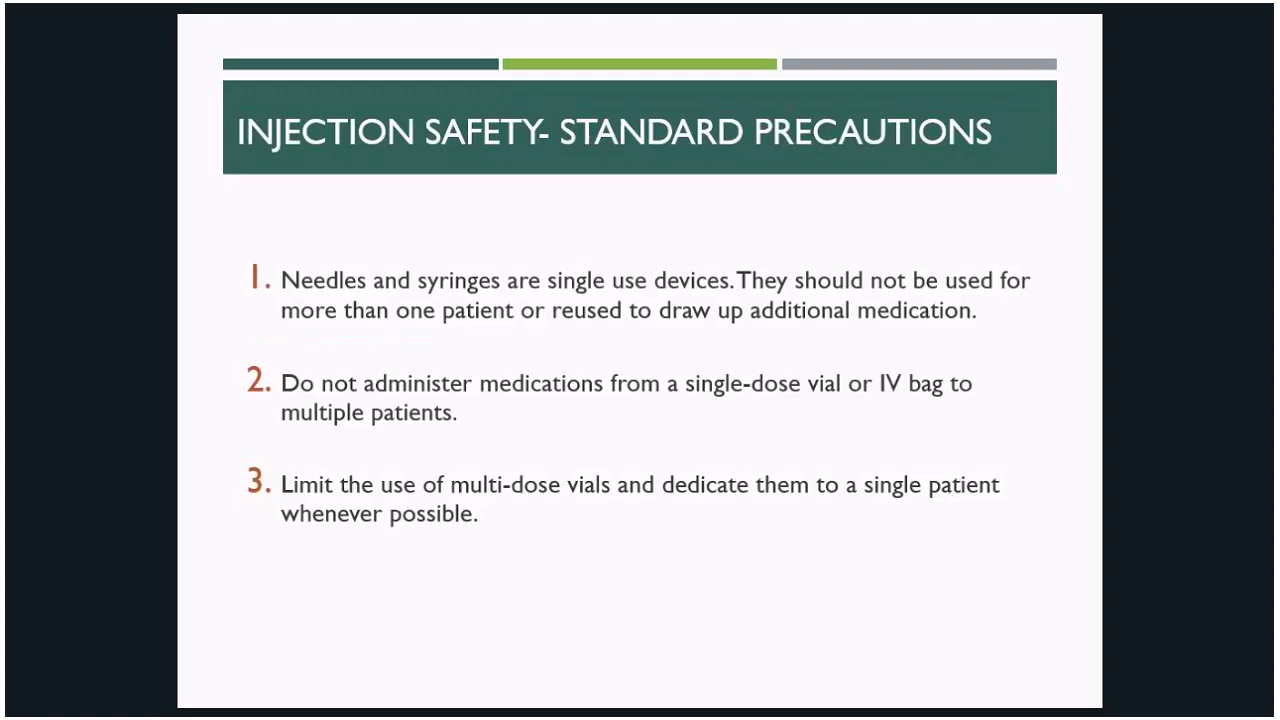 INJECTION SAFETY- STANDARD PRECAUTIONS
1. Needles and syringes are single use devices. They should not be used for
more than one patient or reused to draw up additional medication.
2. Do not administer medications from a single-dose vial or IV bag to
multiple patients.
3. Limit the use of multi-dose vials and dedicate them to a single patient
whenever possible.